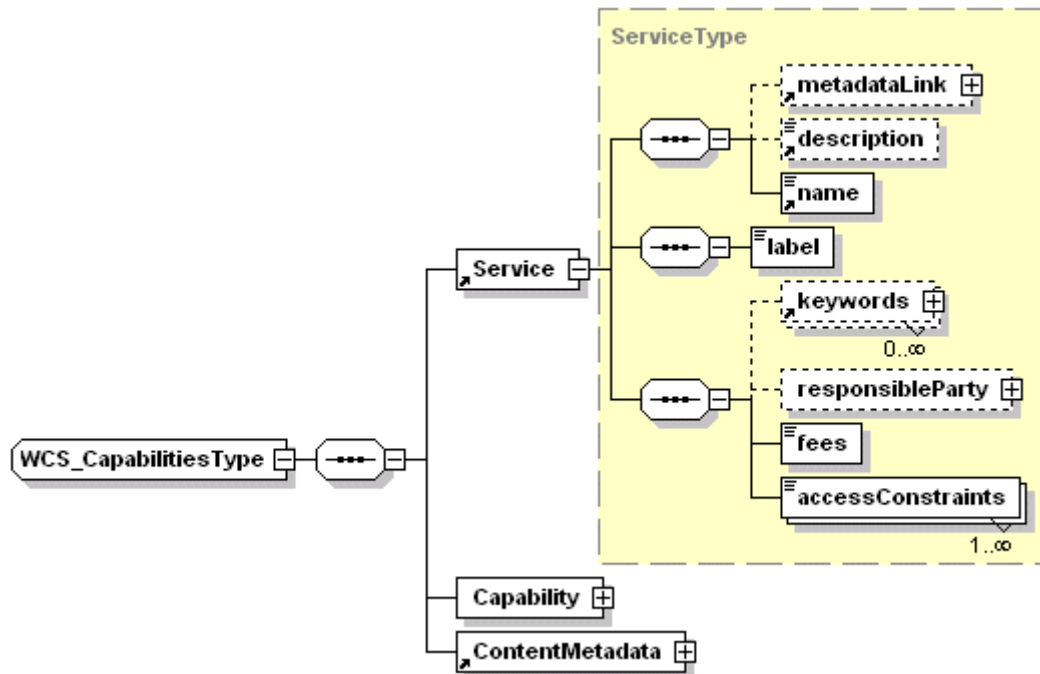 ServiceType
metadataLink
description
name
Service
label
keywords
0..∞
responsibleParty
WCS_CapabilitiesType
fees
accessConstraints
1..∞
Capability
ContentMetadata